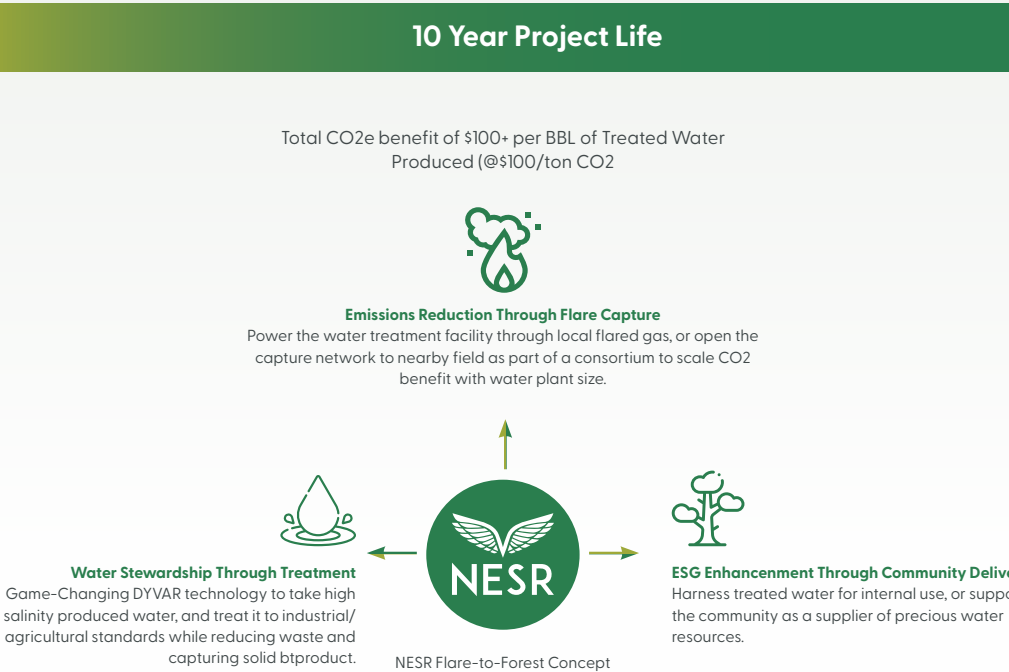 10 Year Project Life
Total CO2e benefit of $100+ per BBL of Treated Water
Produced (@$100/ton CO2
Emissions Reduction Through Flare Capture
Power the water treatment facility through local flared gas, or open the
capture network to nearby field as part of a consortium to scale CO2
benefit with water plant size.
Water Stewardship Through Treatment
Game-Changing DYVAR technology to take high
salinity produced water, and treat it to industrial/
agricultural standards while reducing waste and
capturing solid btproduct.
NESR
NESR Flare-to-Forest Concept
ESG Enhancenment Through Community
Harness treated water for internal use, or
the community as a supplier of precious water
resources.